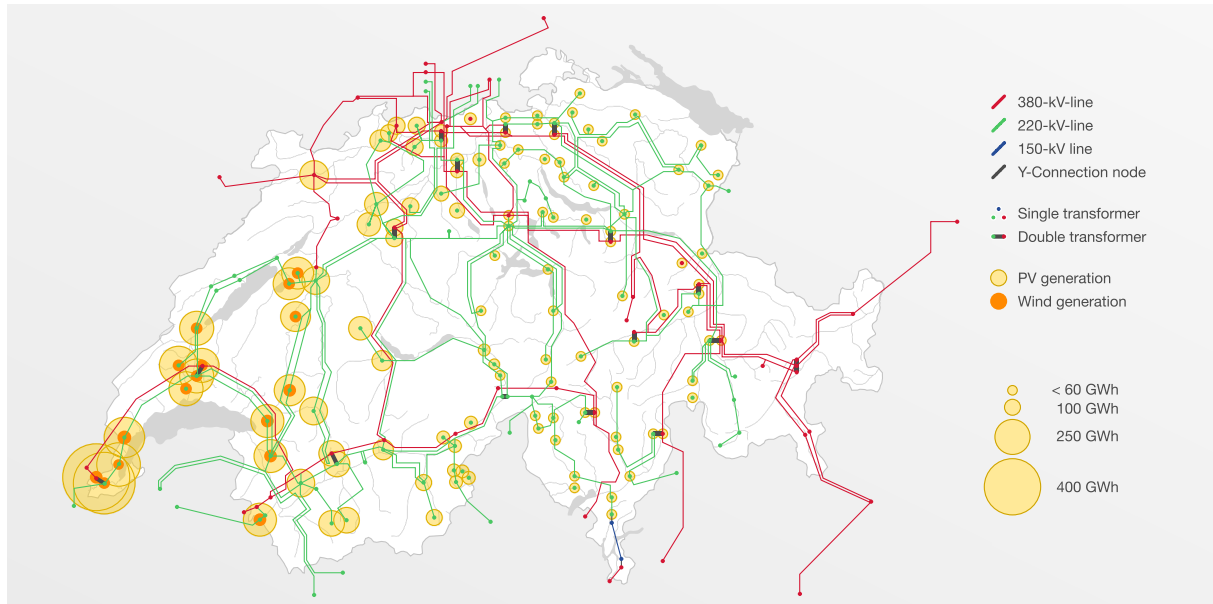 380-kV-line
220-kV-line
150-kV line
Y-Connection node
Single transformer
Double transformer
PV generation
Wind generation
< 60 GWh
100 GWh
250 GWh
400 GWh